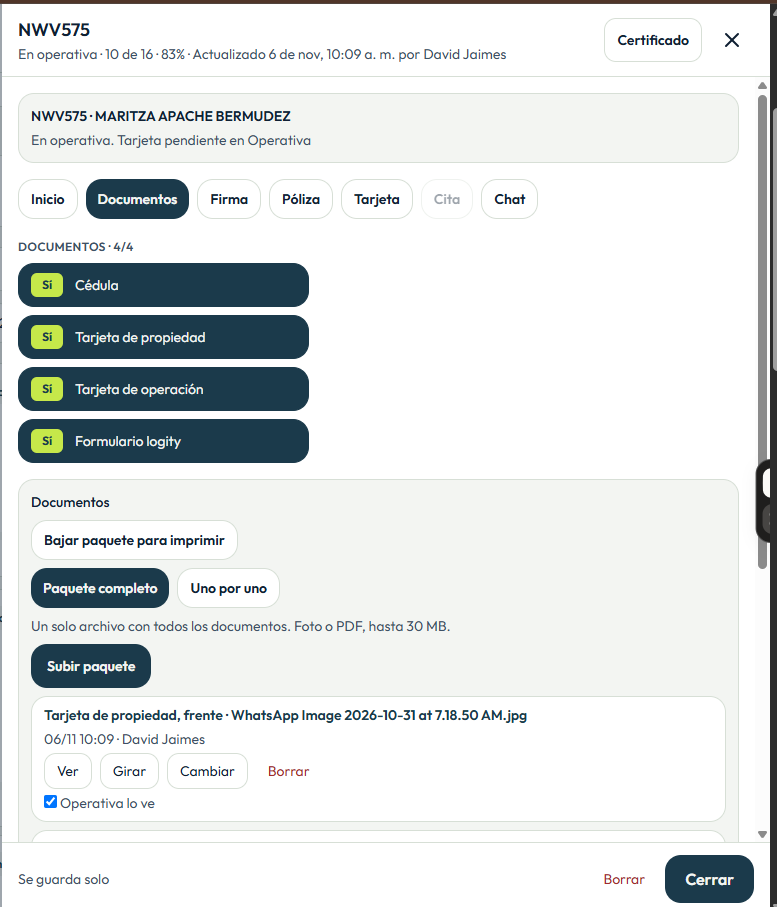 NWV575
En operativa · 10 de 16 · 83% · Actualizado 6 de nov, 10:09 a. m. por David Jaimes
Certificado
NWV575 · MARITZA APACHE BERMUDEZ
En operativa. Tarjeta pendiente en Operativa
Inicio Documentos Firma Póliza Tarjeta Cita Chat
DOCUMENTOS · 4/4
Sí Cédula
Sí Tarjeta de propiedad
Sí Tarjeta de operación
Sí Formulario logity
Documentos
Bajar paquete para imprimir
Paquete completo Uno por uno
Un solo archivo con todos los documentos. Foto o PDF, hasta 30 MB.
Subir paquete
Tarjeta de propiedad, frente · WhatsApp Image 2026-10-31 at 7.18.50 AM.jpg
06/11 10:09 · David Jaimes
Ver Girar Cambiar Borrar
Operativa lo ve
Se guarda solo Borrar Cerrar